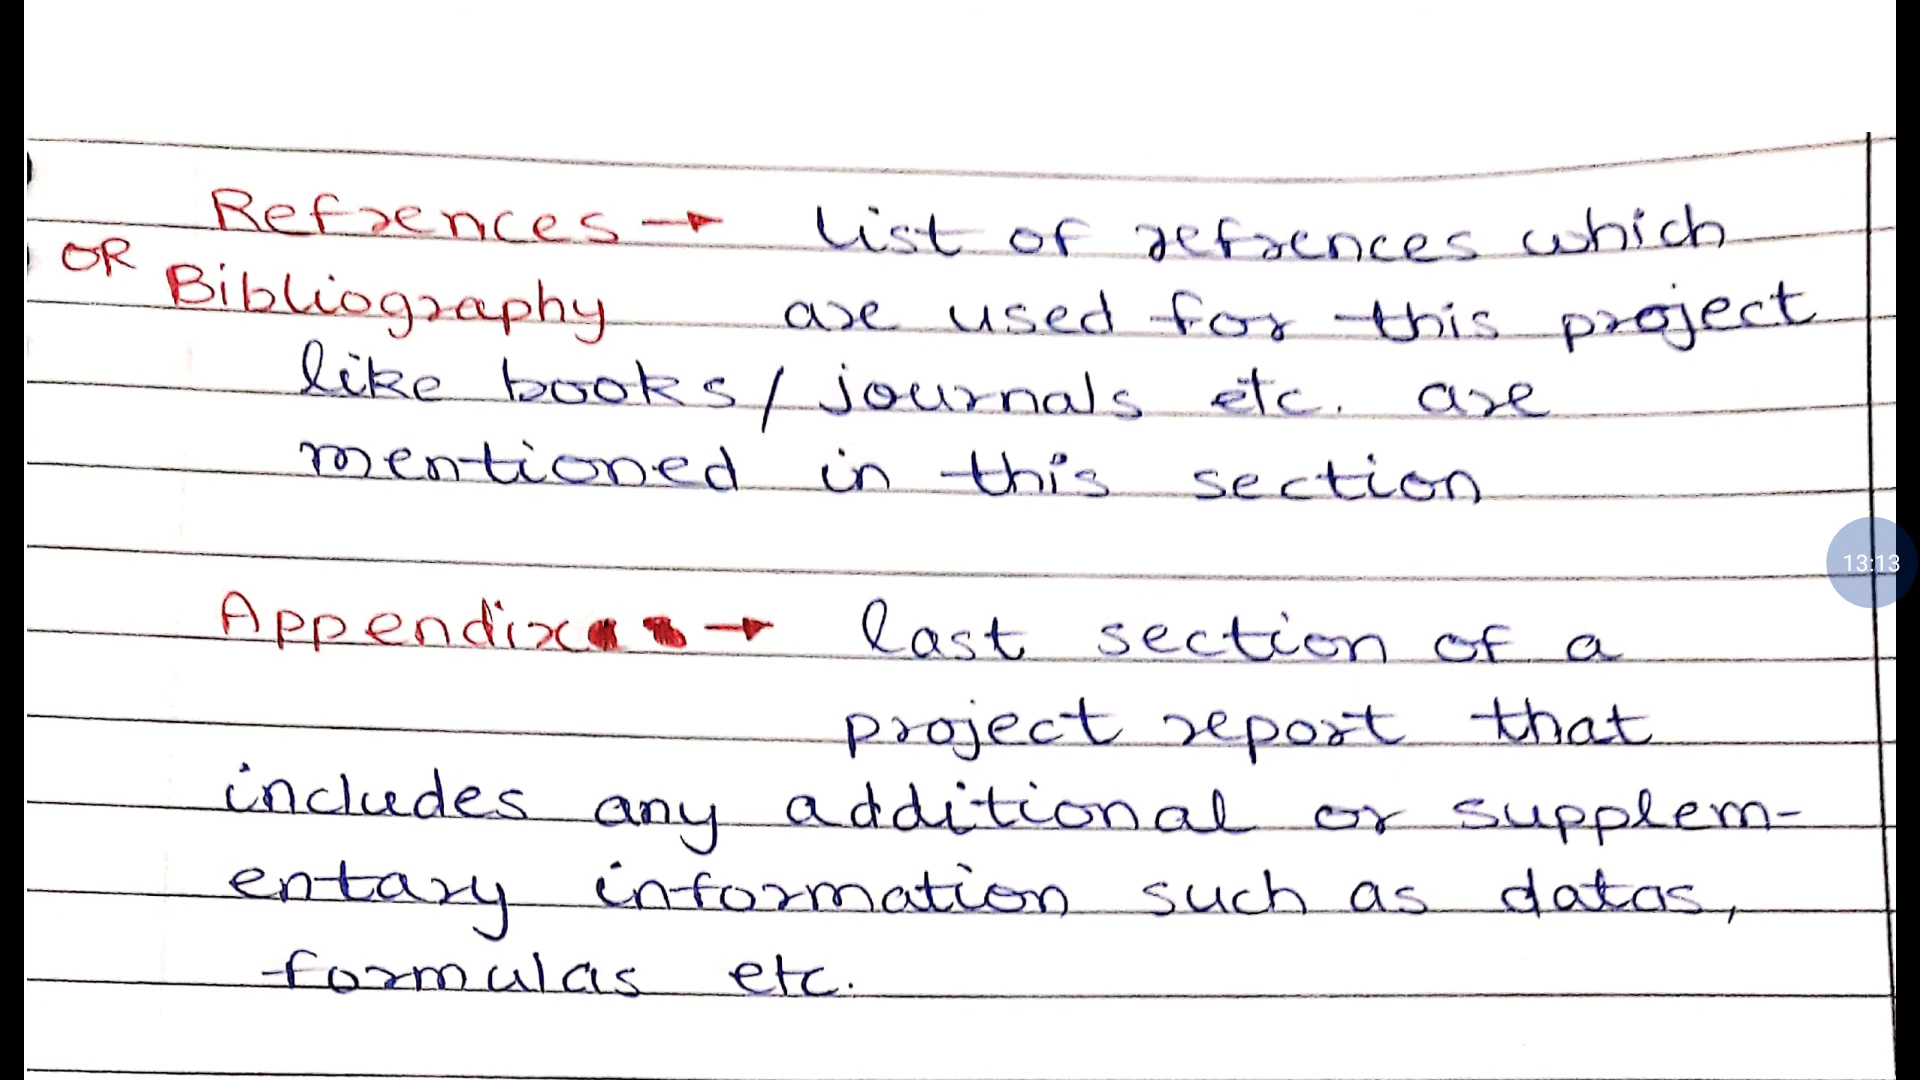 Refrences → list of refrences which
OR Bibliography are used for this project
like books/journals etc. are
mentioned in this section
13:13
Appendix → last section of a
project report that
includes any additional or supplem-
entary information such as datas,
formulas etc.